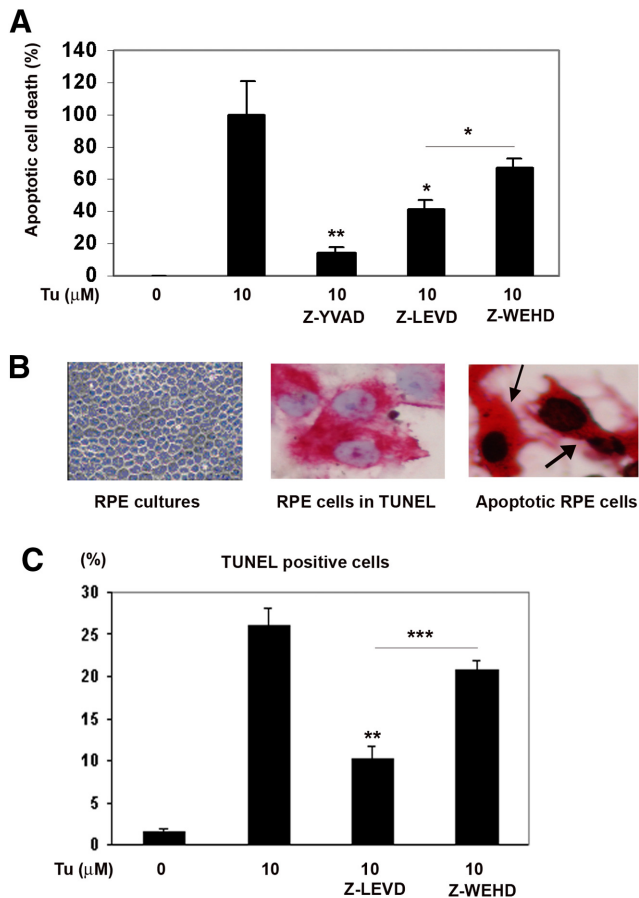 A
Apoptotic cell death (%)
140
120
100
80
60
40
20
0
*
*
**
Tu (μM) 0 10 10 10 10
Z-YVAD Z-LEVD Z-WEHD
B
RPE cultures RPE cells in TUNEL Apoptotic RPE cells
C (%) TUNEL positive cells
30
25
20
15
10
5
0
***
**
Tu (μM) 0 10 10 10
Z-LEVD Z-WEHD